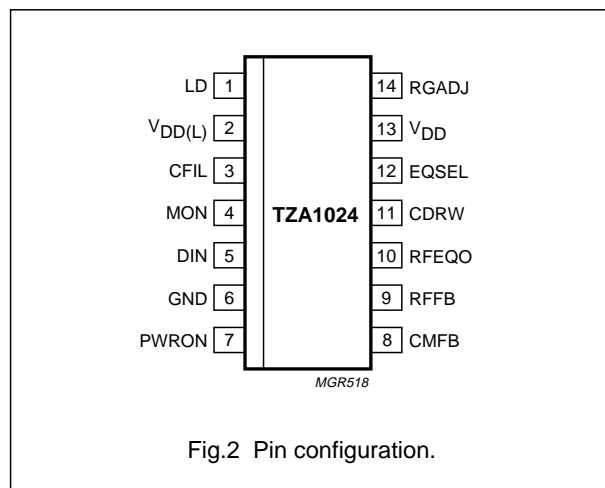 LD 1
VDD(L) 2
CFIL 3
MON 4
DIN 5
GND 6
PWRON 7
TZA1024
14 RGADJ
13 VDD
12 EQSEL
11 CDRW
10 RFEQO
9 RFFB
8 CMFB
MGR518
Fig.2 Pin configuration.